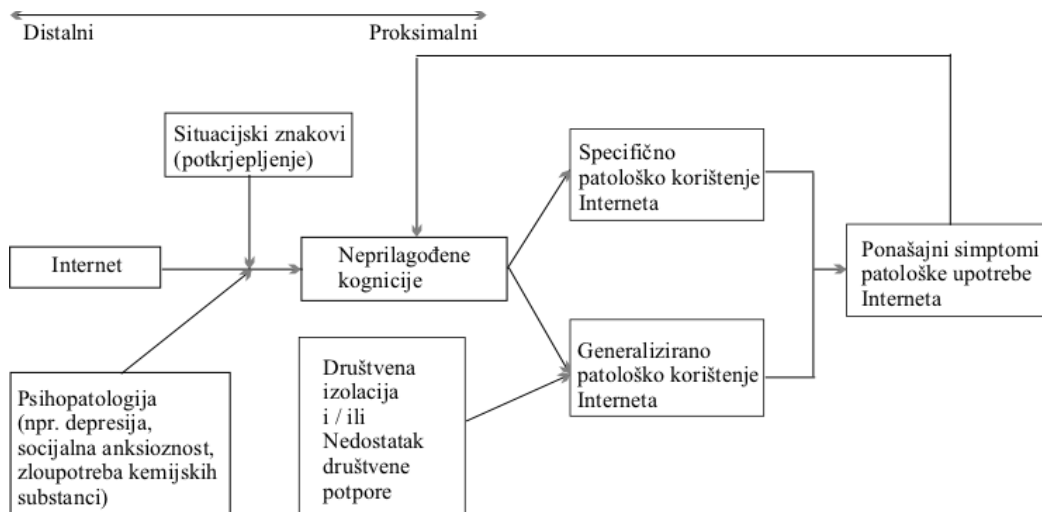 Distalni
Proksimalni
Situacijski znakovi
(potkrjepljenje)
Specifično
patološko korištenje
Interneta
Internet
Neprilagođene
kognicije
Ponašajni simptomi
patološke upotrebe
Interneta
Psihopatologija
(npr. depresija,
socijalna anksioznost,
zloupotreba kemijskih
substanci)
Društvena
izolacija
i / ili
Nedostatak
društvene
potpore
Generalizirano
patološko korištenje
Interneta